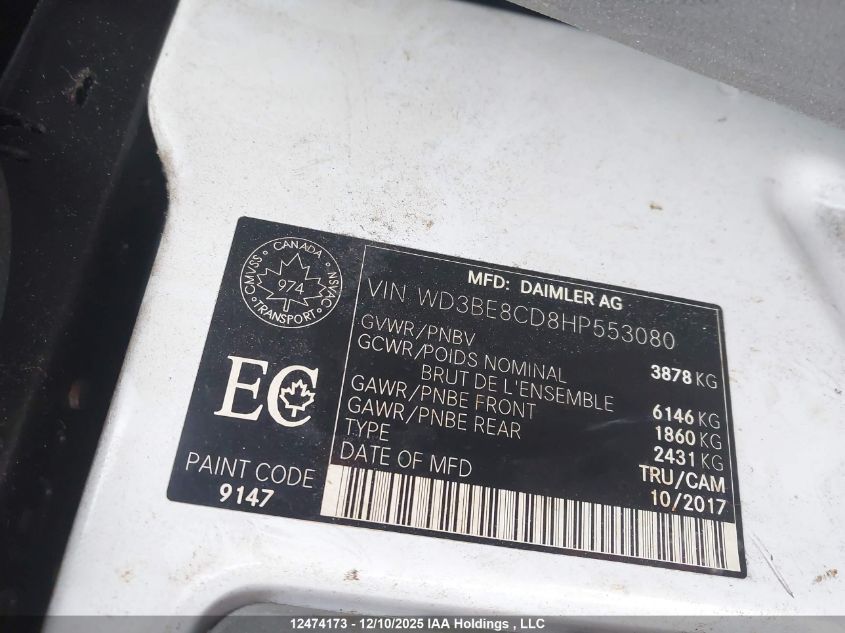 CANADA
CMVSS 974 NSVAC
TRANSPORT
EC
PAINT CODE
9147
MFD: DAIMLER AG
VIN WD3BE8CD8HP553080
GVWR/PNBV 3878 KG
GCWR/POIDS NOMINAL
BRUT DE L'ENSEMBLE 6146 KG
GAWR/PNBE FRONT 1860 KG
GAWR/PNBE REAR 2431 KG
TYPE TRU/CAM
DATE OF MFD 10/2017
12474173 - 12/10/2025 IAA Holdings , LLC